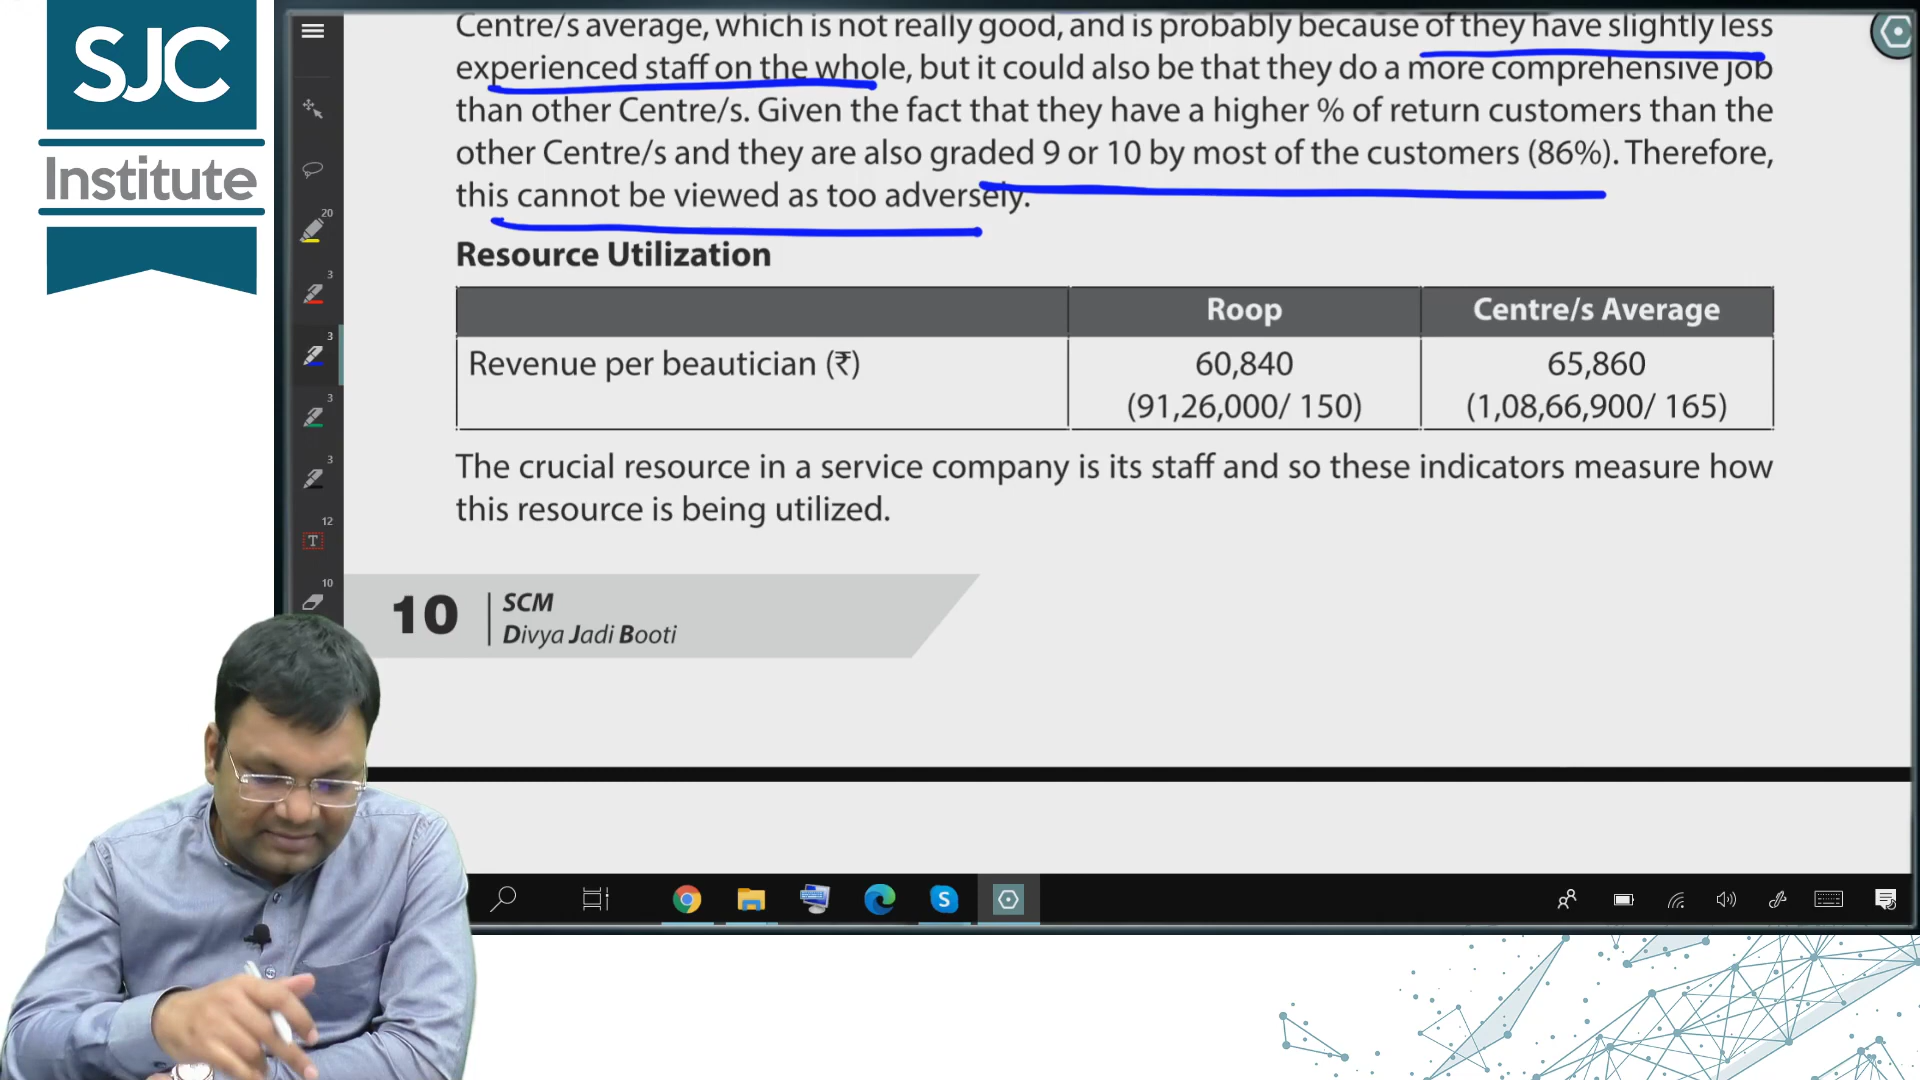 SJC
Institute
Centre/s average, which is not really good, and is probably because of they have slightly less
experienced staff on the whole, but it could also be that they do a more comprehensive job
than other Centre/s. Given the fact that they have a higher % of return customers than the
other Centre/s and they are also graded 9 or 10 by most of the customers (86%). Therefore,
this cannot be viewed as too adversely.
Resource Utilization
Roop
Centre/s Average
Revenue per beautician (₹)
60,840
65,860
(91,26,000/ 150)
(1,08,66,900/ 165)
The crucial resource in a service company is its staff and so these indicators measure how
this resource is being utilized.
10
SCM
Divya Jadi Booti
20
3
3
3
3
12
T
10
S